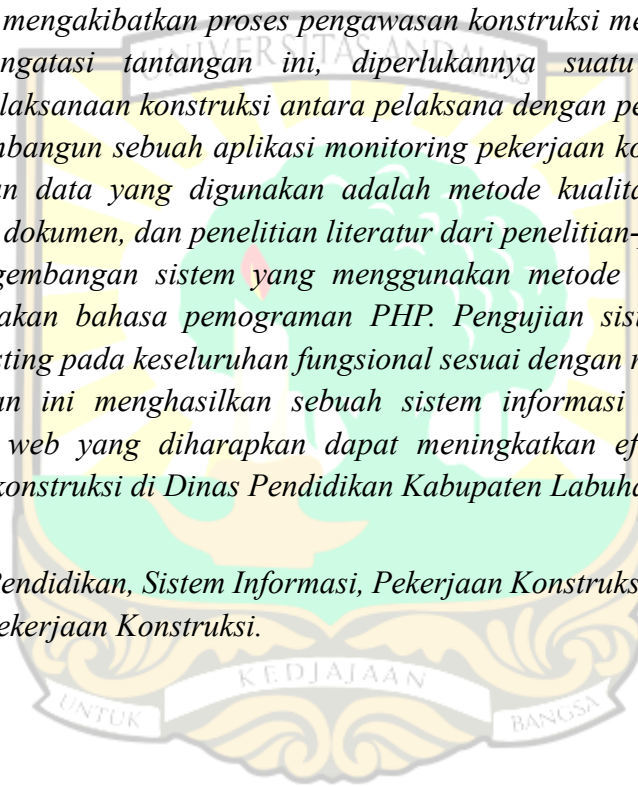 mengakibatkan proses pengawasan konstruksi me
ngatasi tantangan ini, diperlukannya suatu
laksanaan konstruksi antara pelaksana dengan pe
mbangun sebuah aplikasi monitoring pekerjaan ko
an data yang digunakan adalah metode kualita
dokumen, dan penelitian literatur dari penelitian-p
gembangan sistem yang menggunakan metode
akan bahasa pemograman PHP. Pengujian sis
sting pada keseluruhan fungsional sesuai dengan
an ini menghasilkan sebuah sistem informasi
web yang diharapkan dapat meningkatkan ef
konstruksi di Dinas Pendidikan Kabupaten Labuha
Pendidikan, Sistem Informasi, Pekerjaan Konstruks
ekerjaan Konstruksi.
UNIVERSITAS ANDALAS
UNTUK KEDJAJAAN BANGSA